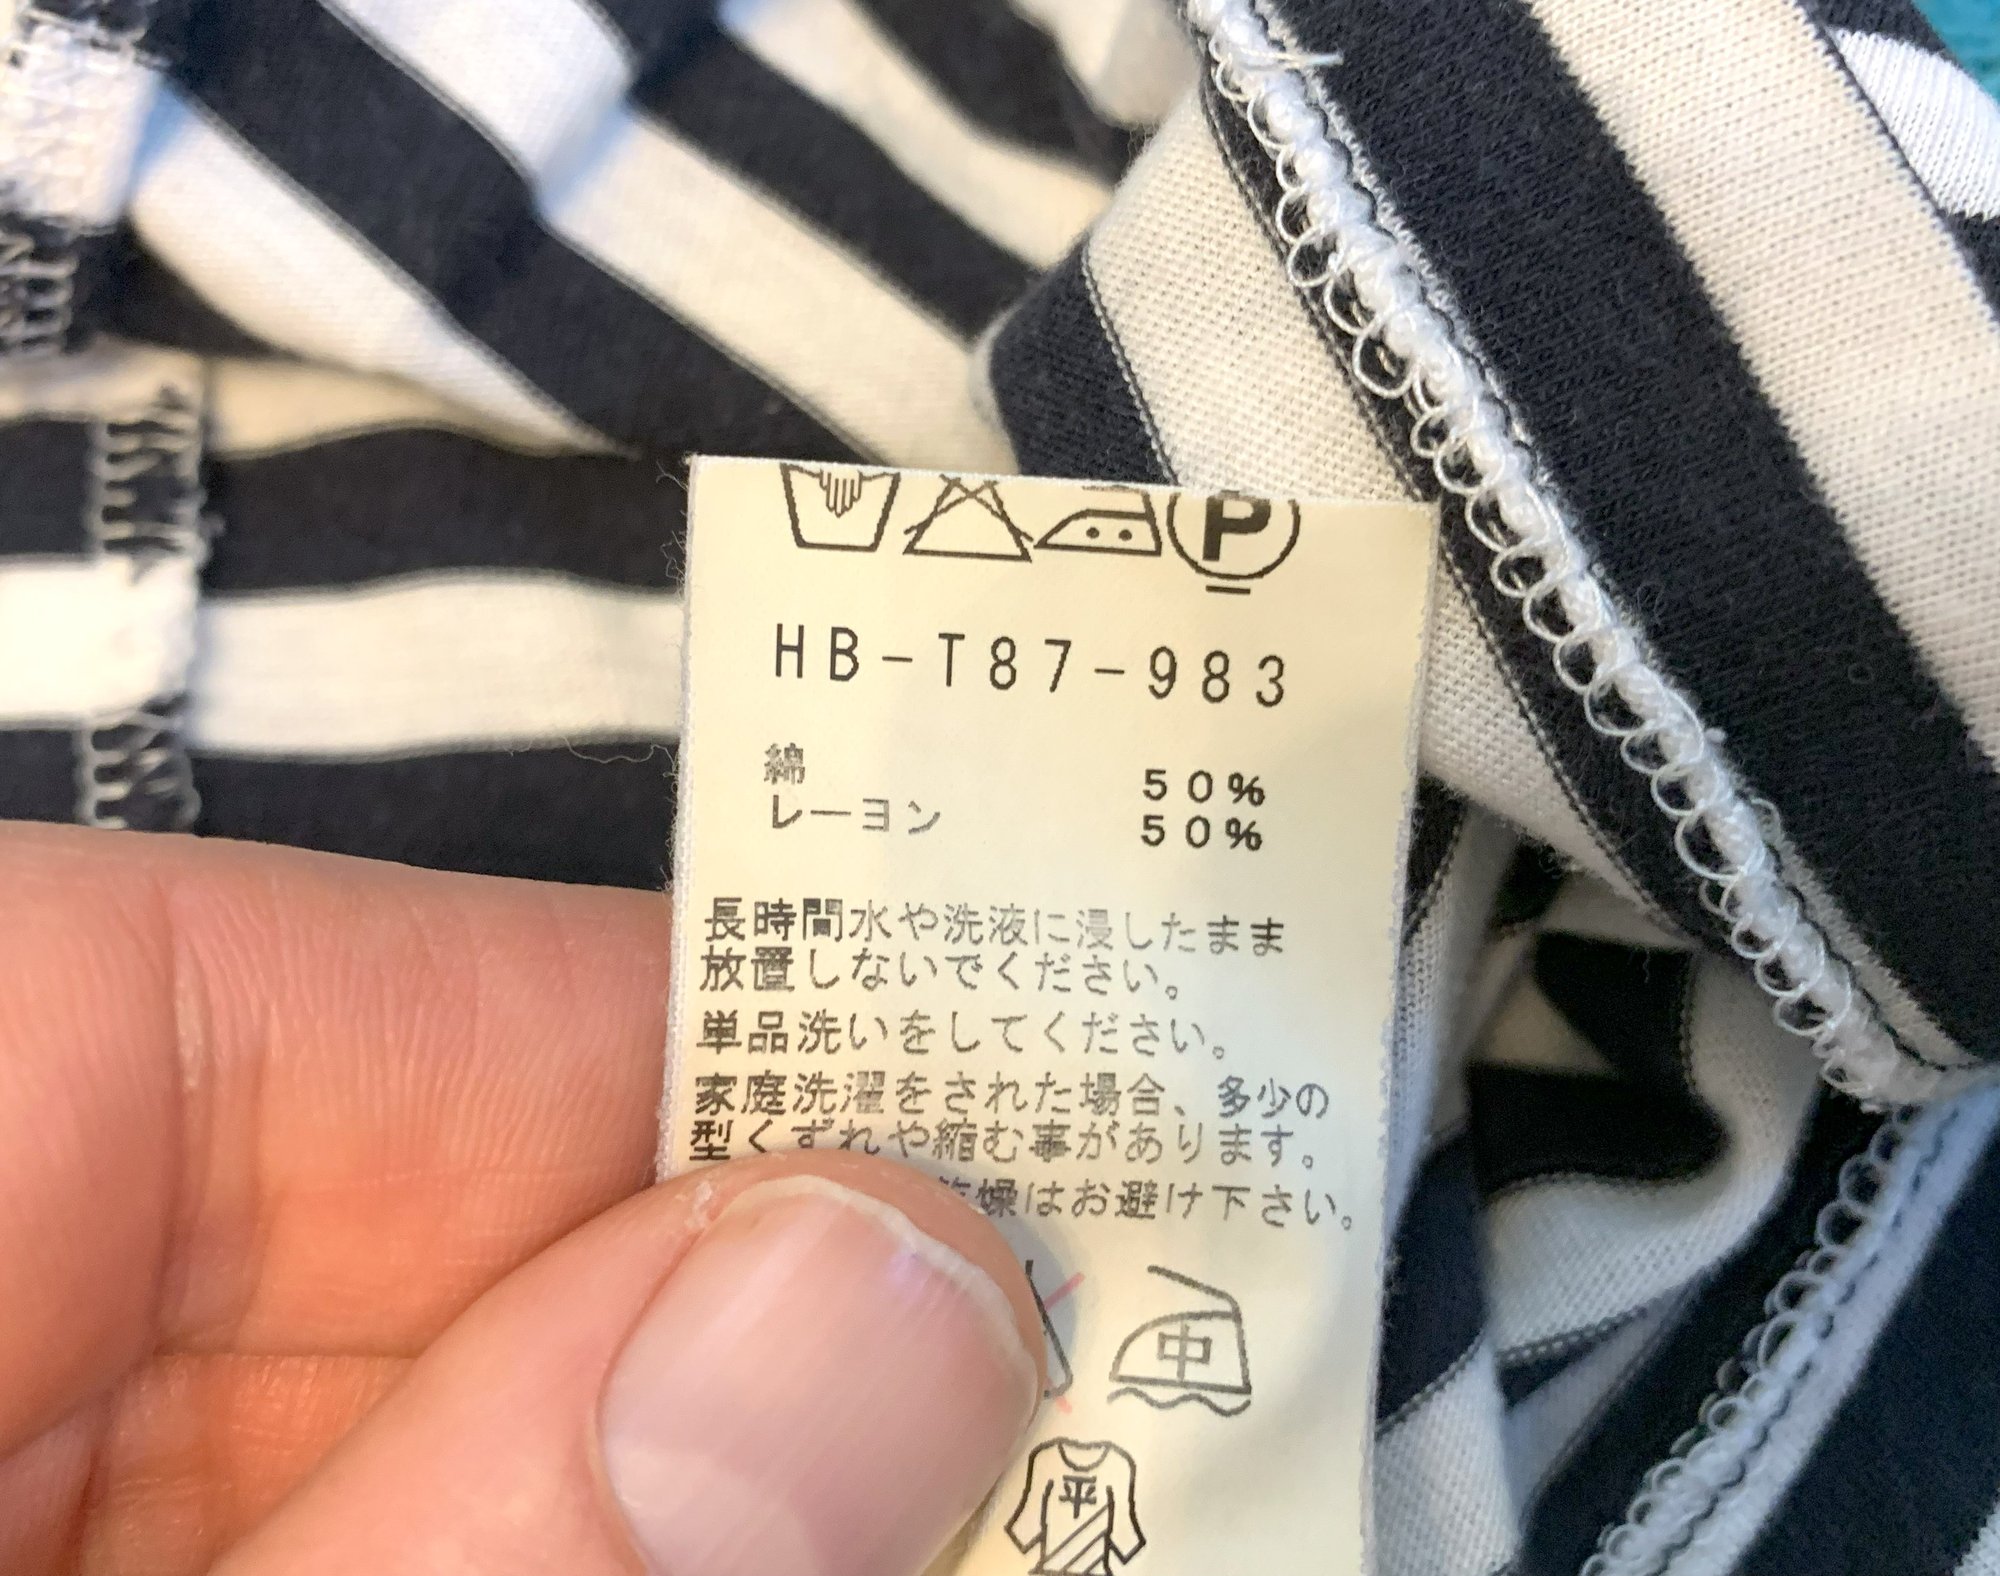 P
HB-T87-983
綿 50%
レーヨン 50%
長時間水や洗液に浸したまま
放置しないでください。
単品洗いをしてください。
家庭洗濯をされた場合、多少の
型くずれや縮む事があります。
乾燥はお避け下さい。
中
平